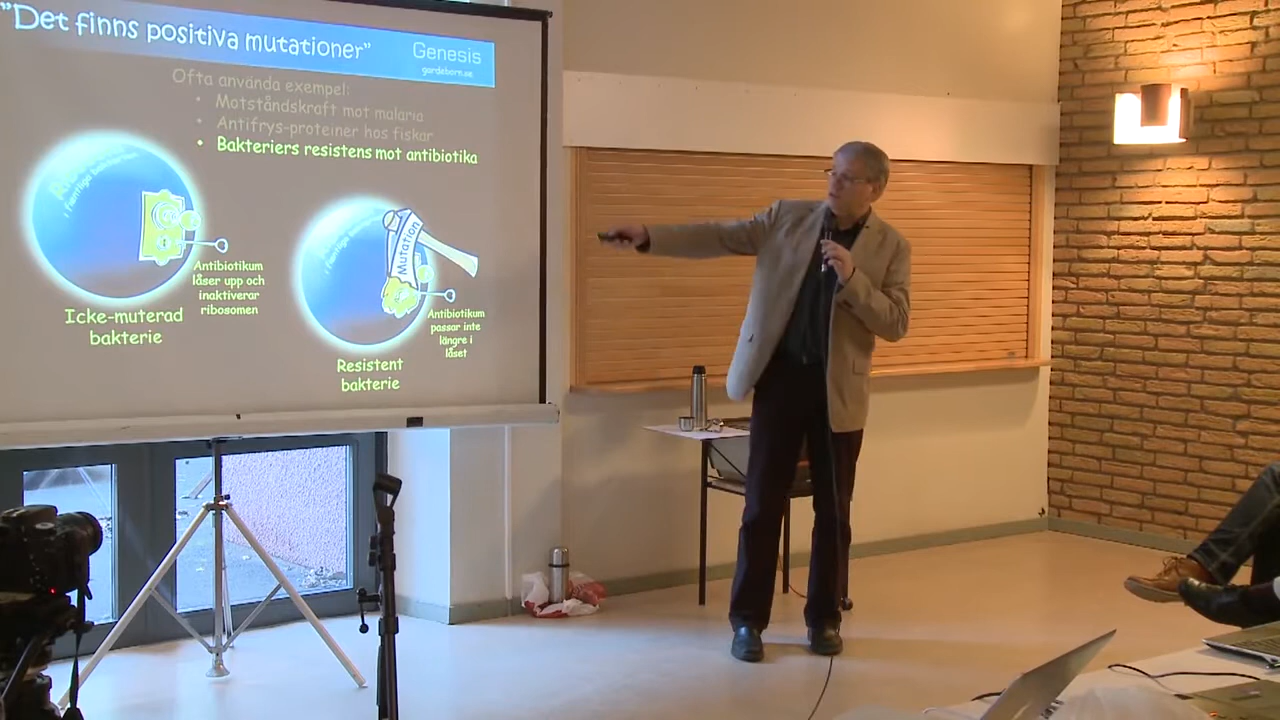 "Det finns positiva mutationer"
Genesis
gardeborn.se
Ofta använda exempel:
• Motståndskraft mot malaria
• Antifrys-proteiner hos fiskar
• Bakteriers resistens mot antibiotika
Antibiotikum
låser upp och
inaktiverar
ribosomen
Icke-muterad
bakterie
Mutation
Antibiotikum
passar inte
längre i
låset
Resistent
bakterie